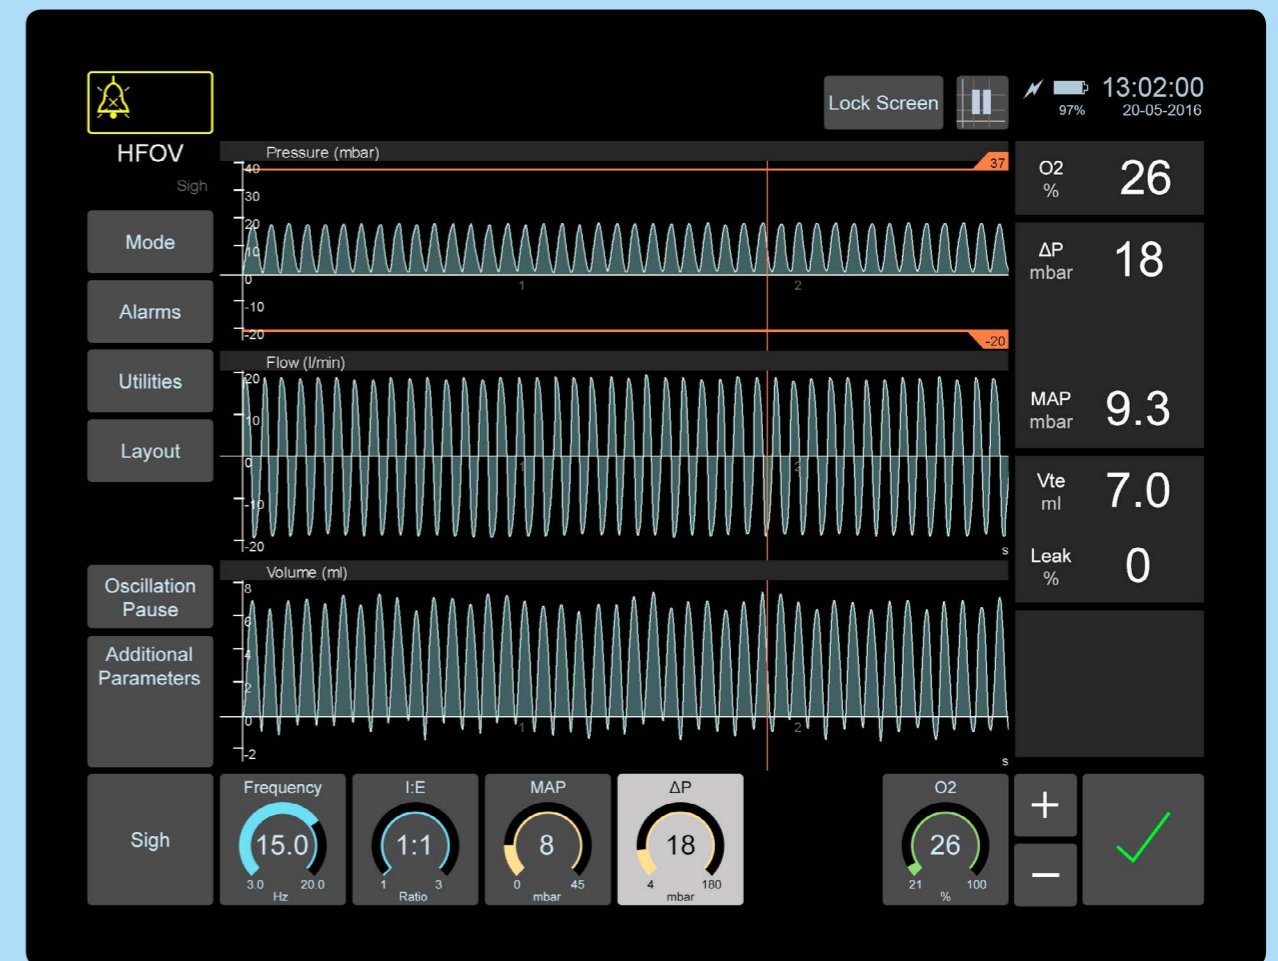 Lock Screen
97%
13:02:00
20-05-2016
HFOV
Sigh
Mode
Alarms
Utilities
Layout
Oscillation
Pause
Additional
Parameters
Pressure (mbar)
40
37
30
20
10
0
1
2
-10
-20
-20
Flow (l/min)
20
10
0
1
2
-10
-20
s
Volume (ml)
8
6
4
2
0
1
2
-2
s
O2
%
26
ΔP
mbar
18
MAP
mbar
9.3
Vte
ml
7.0
Leak
%
0
Sigh
Frequency
15.0
3.0 20.0
Hz
I:E
1:1
1 3
Ratio
MAP
8
0 45
mbar
ΔP
18
4 180
mbar
O2
26
21 100
%
+
−